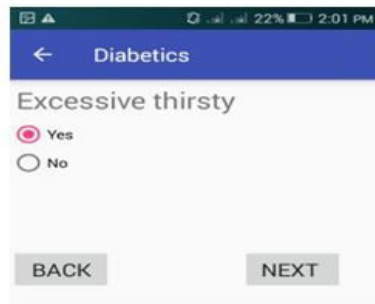 22% 2:01 PM
Diabetics
Excessive thirsty
Yes
No
BACK NEXT